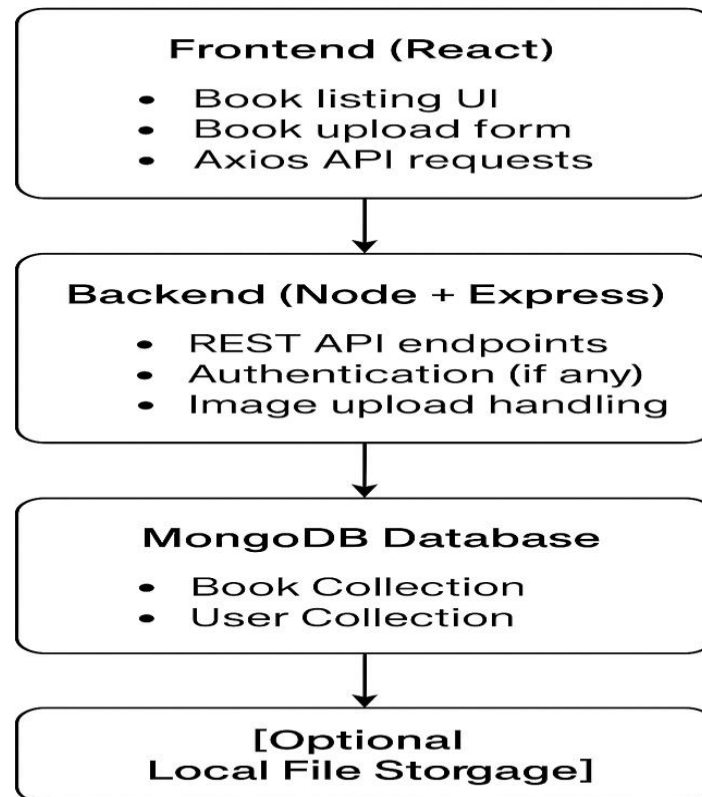 Frontend (React)
• Book listing UI
• Book upload form
• Axios API requests
Backend (Node + Express)
• REST API endpoints
• Authentication (if any)
• Image upload handling
MongoDB Database
• Book Collection
• User Collection
[Optional
Local File Storgage]